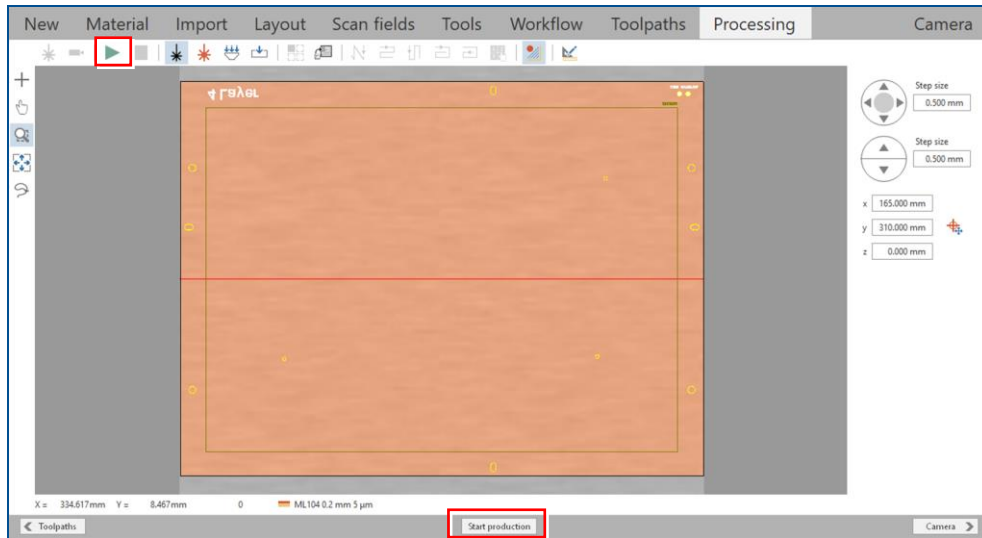 New Material Import Layout Scan fields Tools Workflow Toolpaths Processing Camera
4 Layer
Step size
0.500 mm
Step size
0.500 mm
x 165.000 mm
y 310.000 mm
z 0.000 mm
X = 334.617mm Y = 8.467mm 0 ML104 0.2 mm 5 µm
Toolpaths Start production Camera